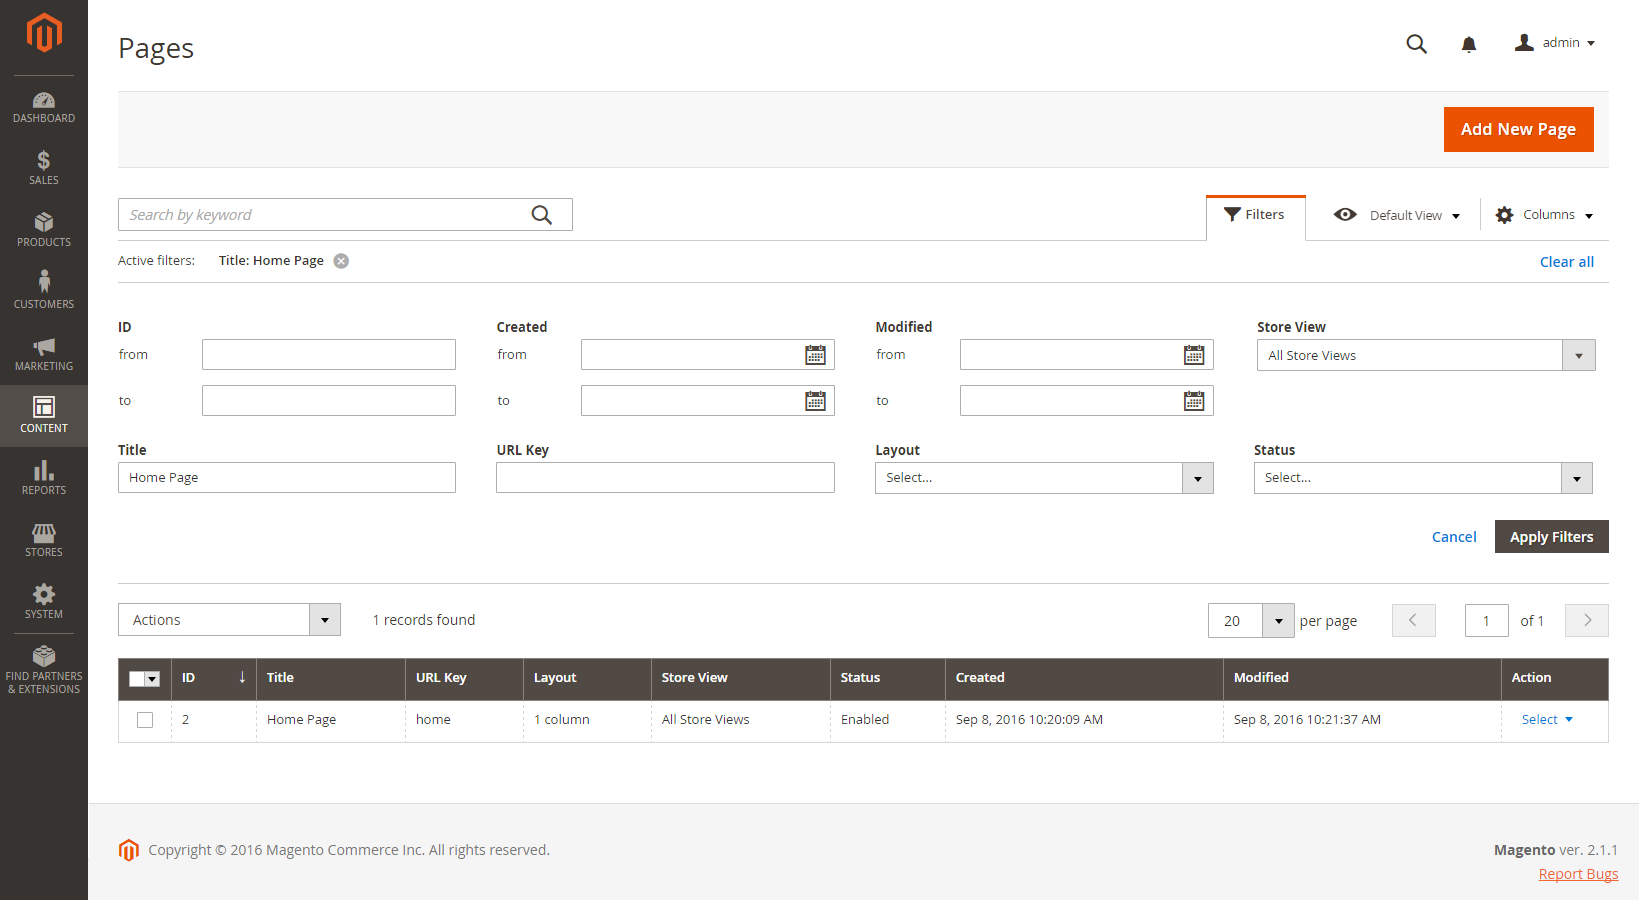 Pages
admin
DASHBOARD
SALES
PRODUCTS
CUSTOMERS
MARKETING
CONTENT
REPORTS
STORES
SYSTEM
FIND PARTNERS
& EXTENSIONS
Add New Page
Search by keyword
Filters
Default View
Columns
Active filters: Title: Home Page
Clear all
ID Created Modified Store View
from from from All Store Views
to to to
Title URL Key Layout Status
Home Page Select... Select...
Cancel Apply Filters
Actions 1 records found 20 per page 1 of 1
ID ↓ Title URL Key Layout Store View Status Created Modified Action
2 Home Page home 1 column All Store Views Enabled Sep 8, 2016 10:20:09 AM Sep 8, 2016 10:21:37 AM Select
Copyright © 2016 Magento Commerce Inc. All rights reserved.
Magento ver. 2.1.1
Report Bugs